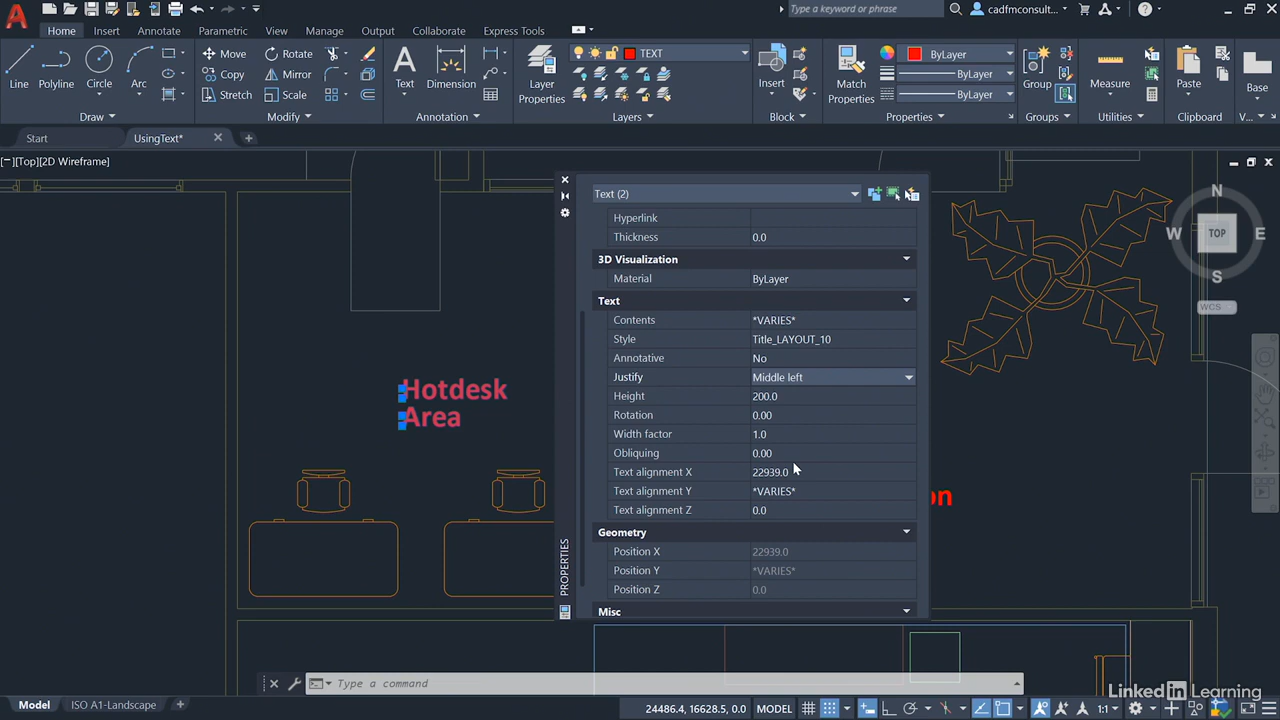 Type a keyword or phrase
cadfmconsult...
Home Insert Annotate Parametric View Manage Output Collaborate Express Tools
Line Polyline Circle Arc
Move Rotate
Copy Mirror
Stretch Scale
Text Dimension
Layer Properties
TEXT
Insert
Match Properties
ByLayer
ByLayer
ByLayer
Group
Measure
Paste
Base
Draw Modify Annotation Layers Block Properties Groups Utilities Clipboard V...
Start UsingText*
[−][Top][2D Wireframe]
Text (2)
Hyperlink
Thickness 0.0
3D Visualization
Material ByLayer
Text
Contents *VARIES*
Style Title_LAYOUT_10
Annotative No
Justify Middle left
Height 200.0
Rotation 0.00
Width factor 1.0
Obliquing 0.00
Text alignment X 22939.0
Text alignment Y *VARIES*
Text alignment Z 0.0
Geometry
Position X 22939.0
Position Y *VARIES*
Position Z 0.0
Misc
PROPERTIES
Hotdesk
Area
on
N
W TOP E
S
WCS
Type a command
Model ISO A1-Landscape
24486.4, 16628.5, 0.0 MODEL 1:1
LinkedIn Learning